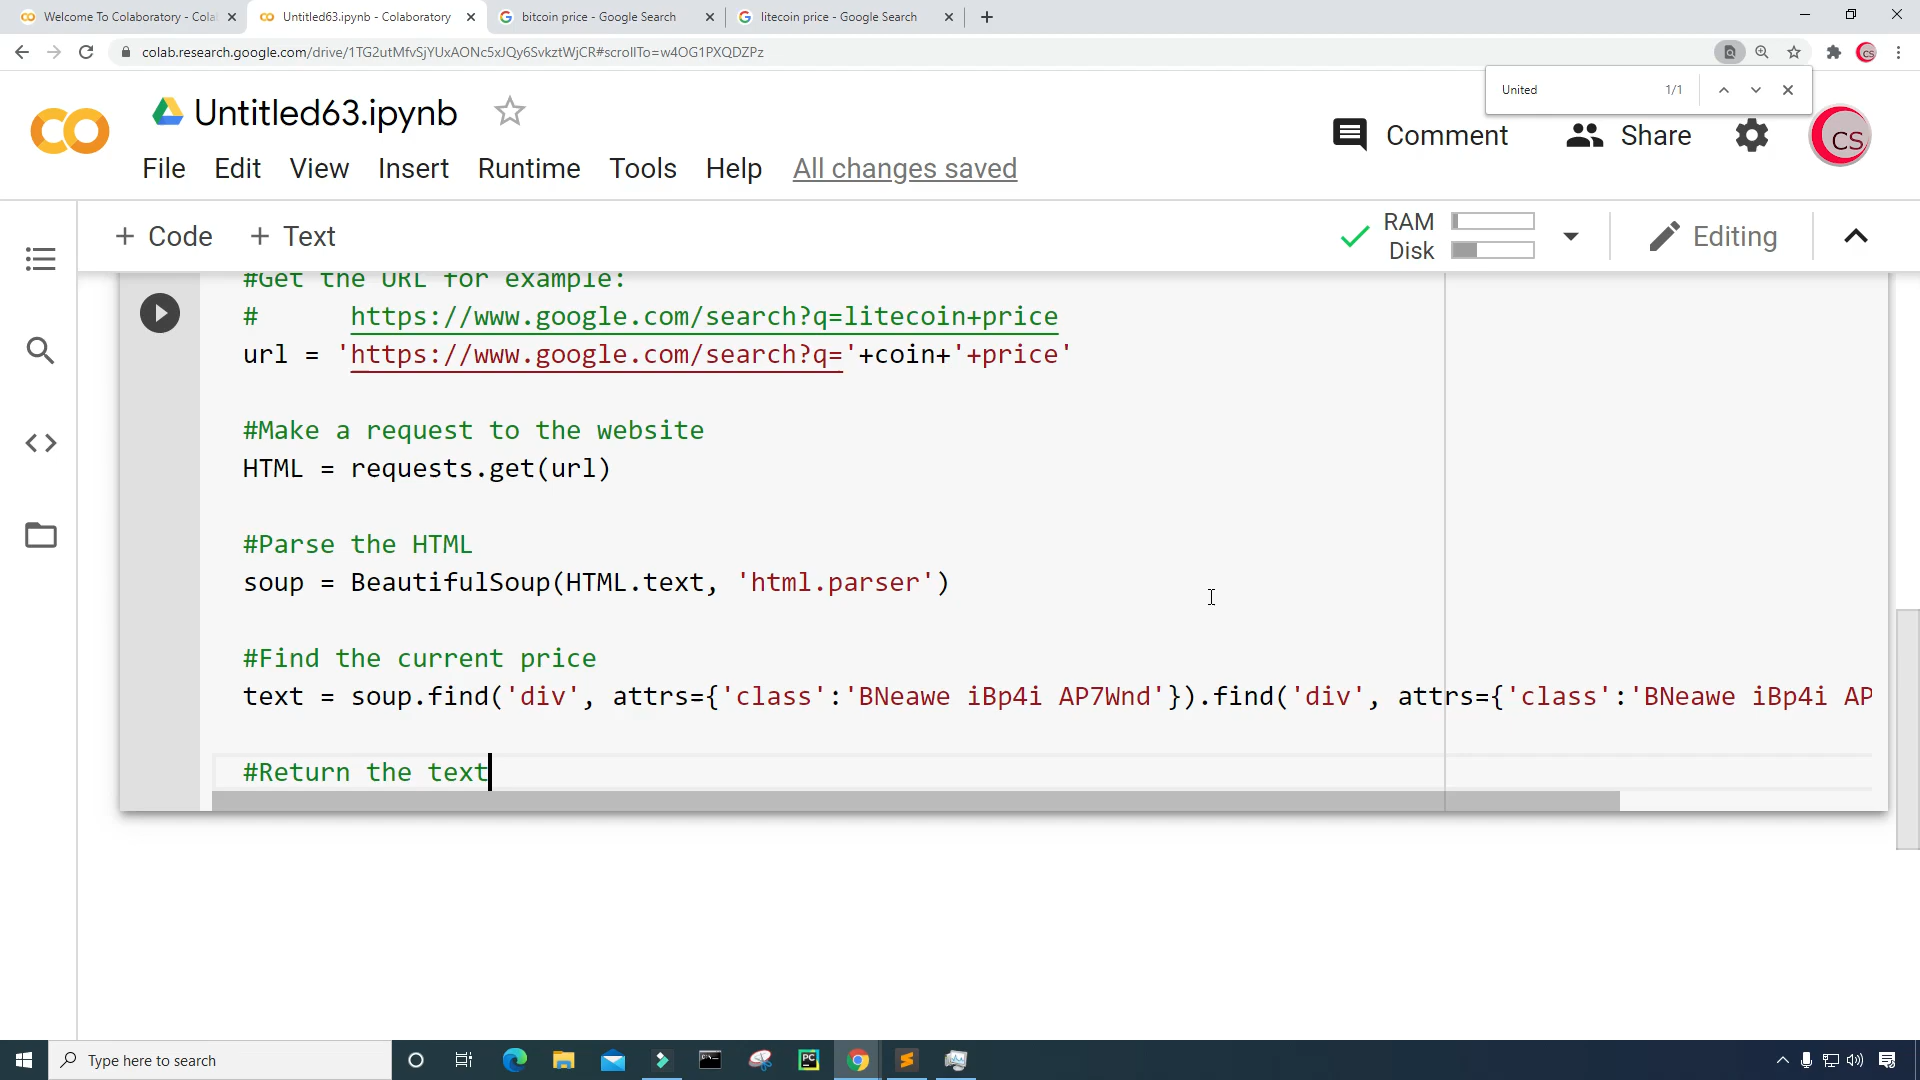 Welcome To Colaboratory - Cola
Untitled63.ipynb - Colaboratory
bitcoin price - Google Search
litecoin price - Google Search
colab.research.google.com/drive/1TG2utMfvSjYUxAONc5xJQy6SvkztWjCR#scrollTo=w4OG1PXQDZPz
United 1/1
Untitled63.ipynb
Comment Share CS
File Edit View Insert Runtime Tools Help All changes saved
+ Code + Text
RAM
Disk
Editing
#Get the URL for example:
# https://www.google.com/search?q=litecoin+price
url = 'https://www.google.com/search?q='+coin+'+price'
#Make a request to the website
HTML = requests.get(url)
#Parse the HTML
soup = BeautifulSoup(HTML.text, 'html.parser')
#Find the current price
text = soup.find('div', attrs={'class':'BNeawe iBp4i AP7Wnd'}).find('div', attrs={'class':'BNeawe iBp4i AP
#Return the text
Type here to search